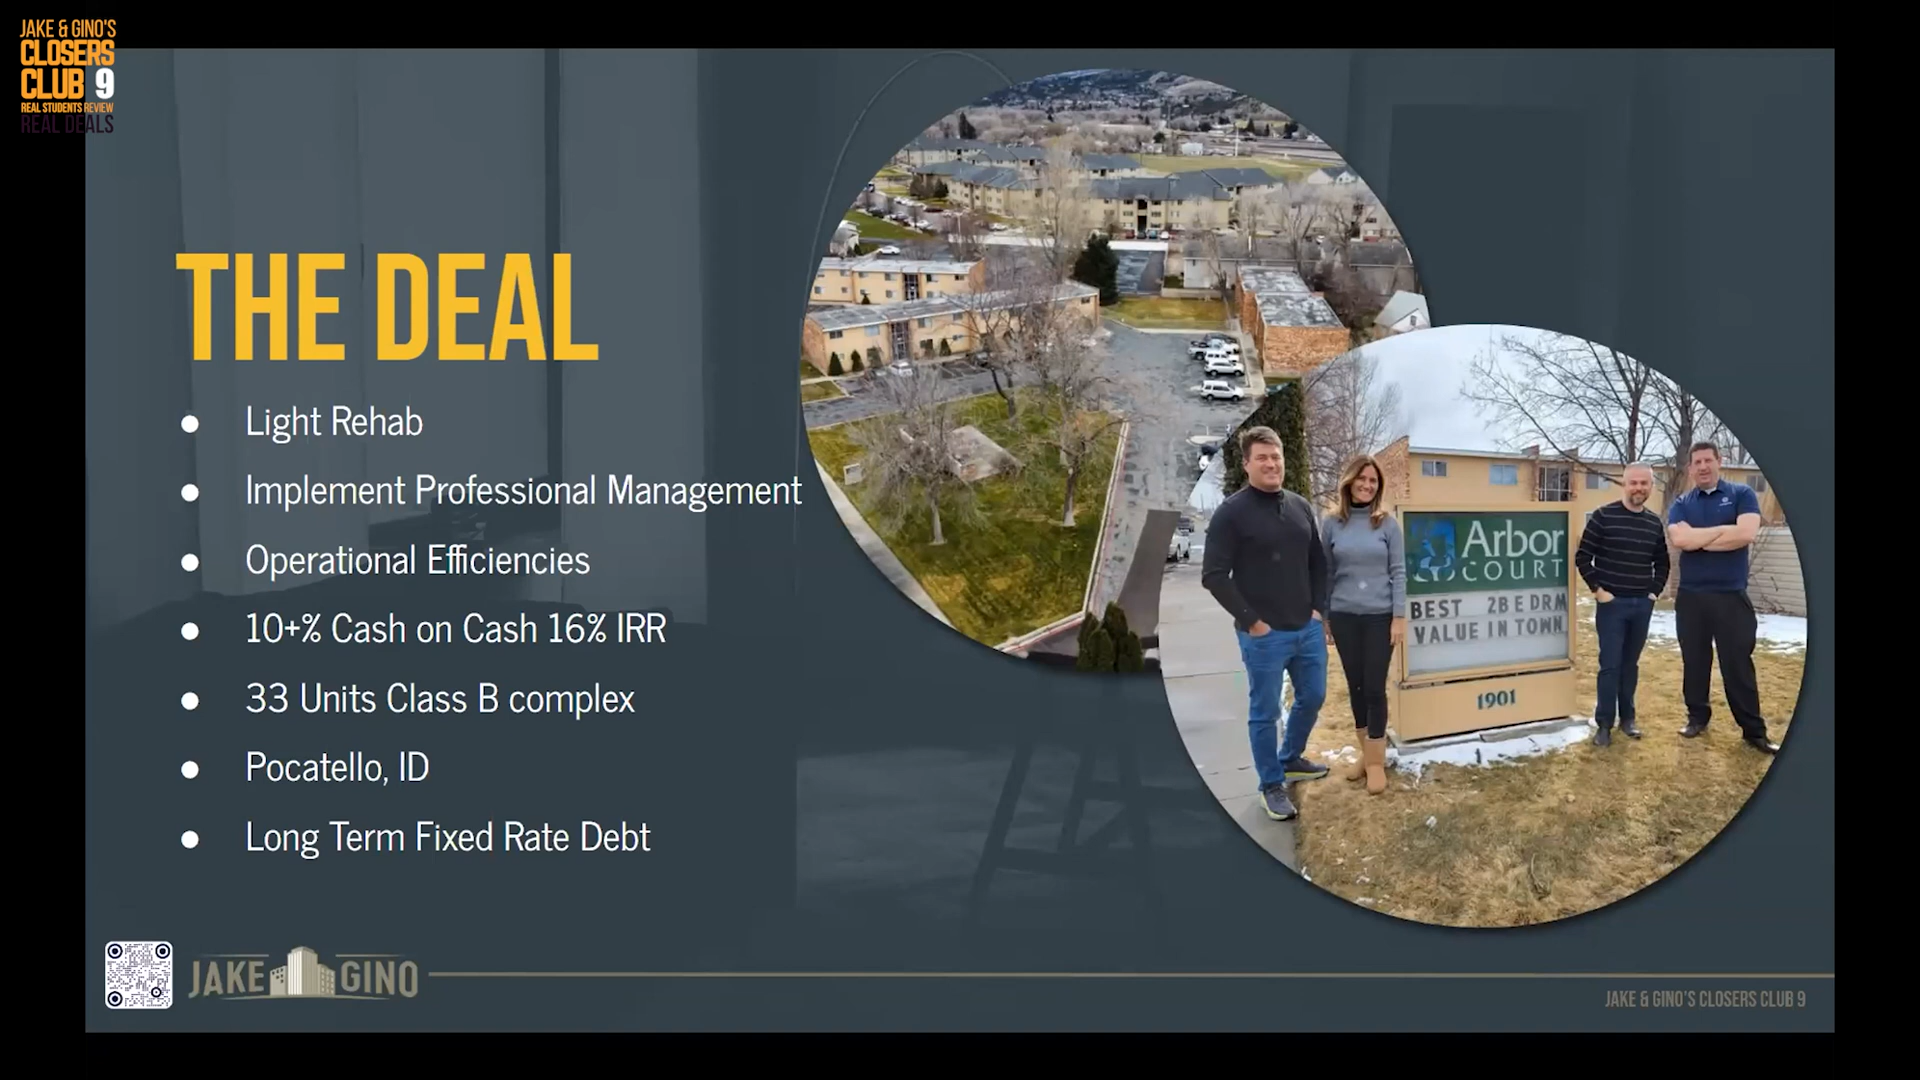 JAKE & GINO'S
CLOSERS
CLUB 9
REAL STUDENTS REVIEW
REAL DEALS
THE DEAL
Light Rehab
Implement Professional Management
Operational Efficiencies
10+% Cash on Cash 16% IRR
33 Units Class B complex
Pocatello, ID
Long Term Fixed Rate Debt
Arbor
COURT
BEST 2B E DRM
VALUE IN TOWN
1901
JAKE GINO
JAKE & GINO'S CLOSERS CLUB 9